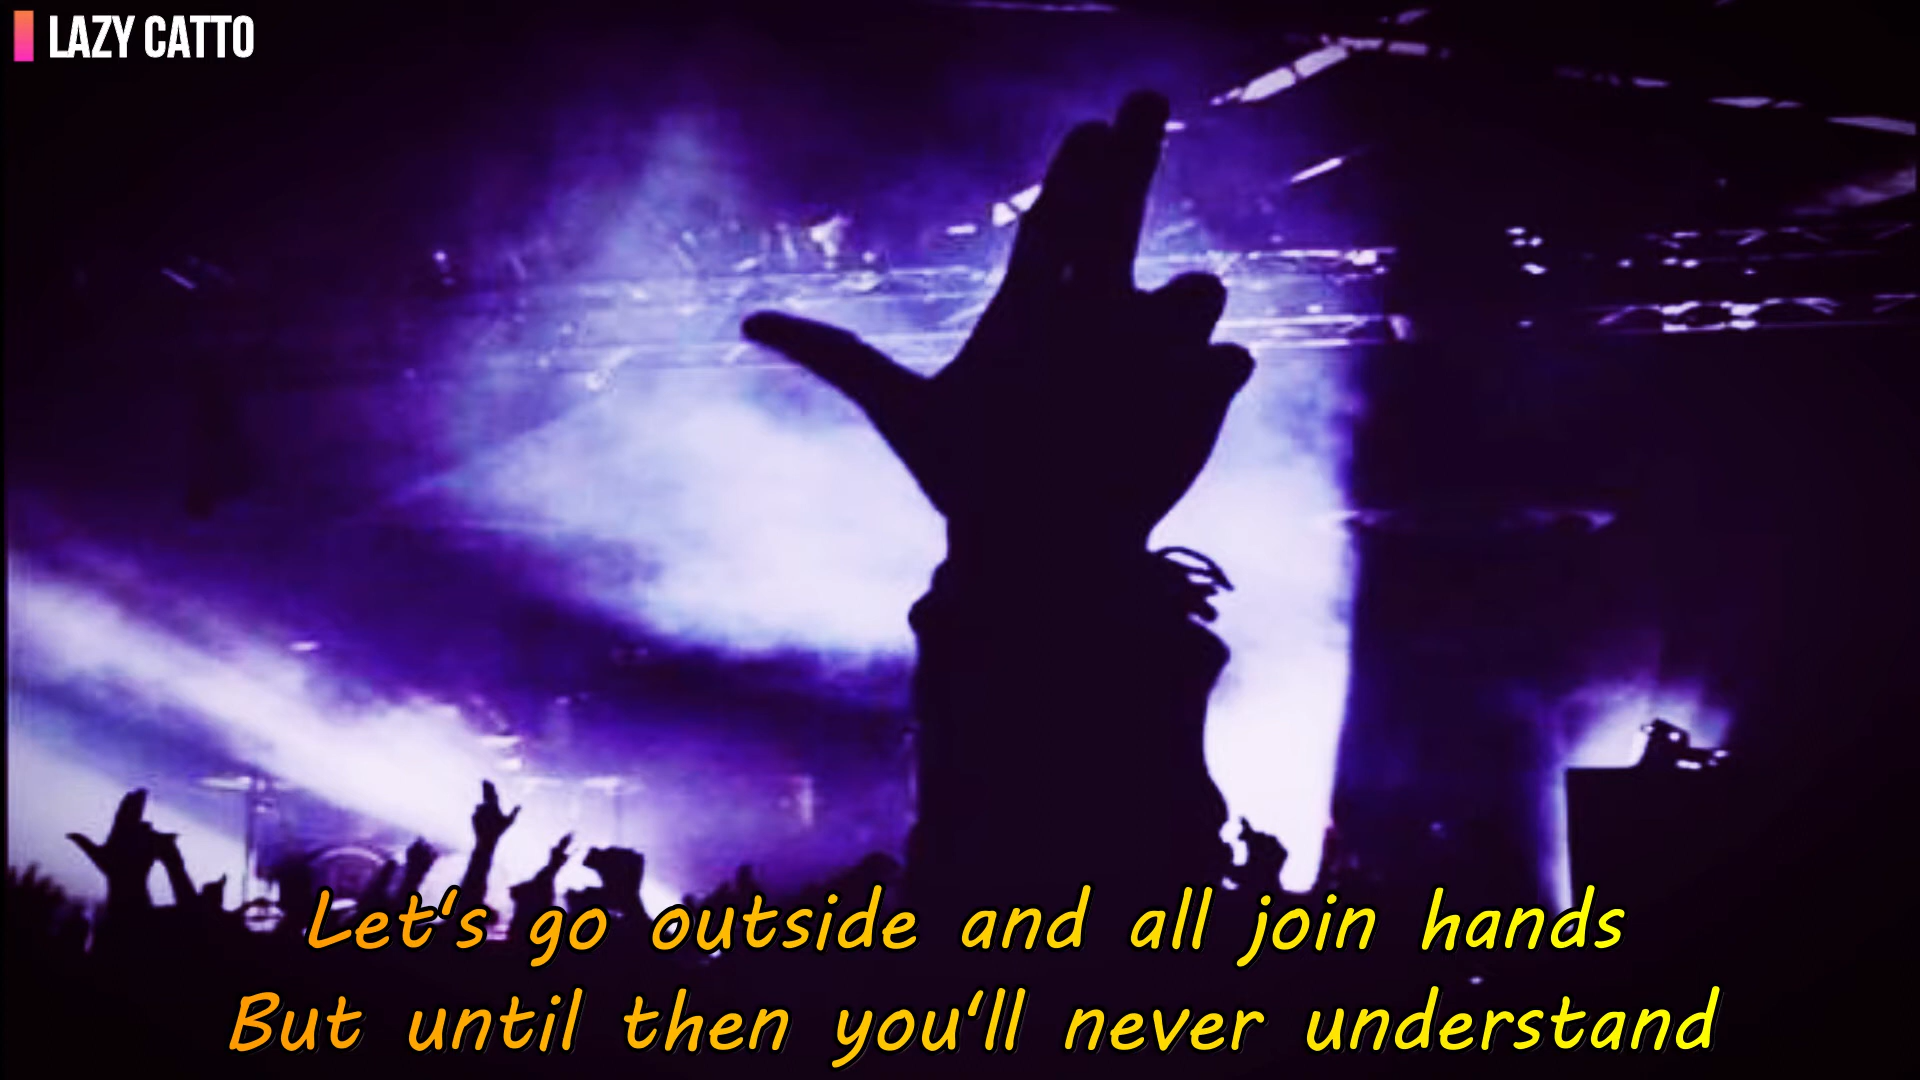 LAZY CATTO
Let's go outside and all join hands
But until then you'll never understand